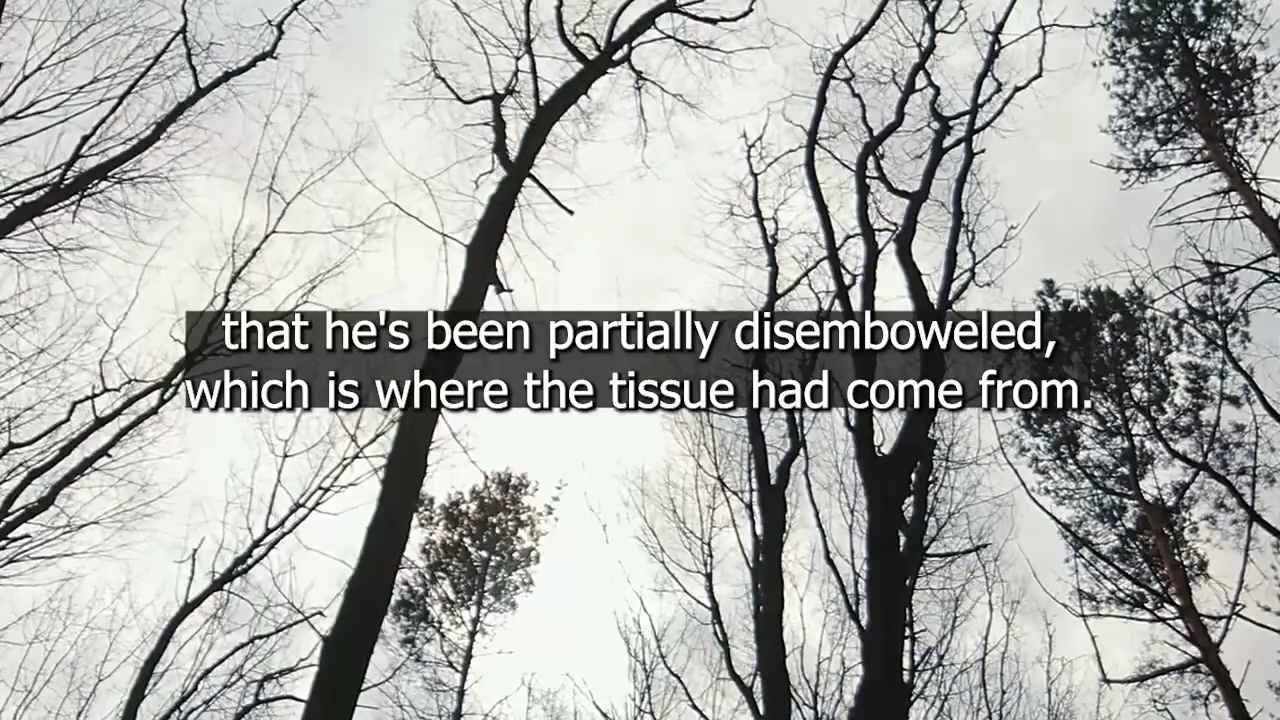 that he's been partially disemboweled,
which is where the tissue had come from.